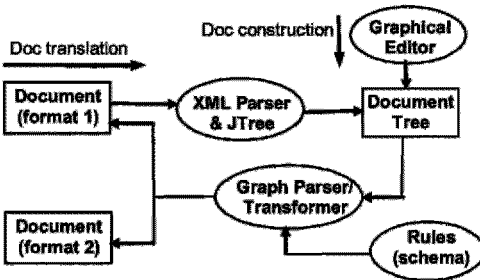 Doc translation
Doc construction
Graphical
Editor
Document
(format 1)
XML Parser
& JTree
Document
Tree
Graph Parser/
Transformer
Document
(format 2)
Rules
(schema)